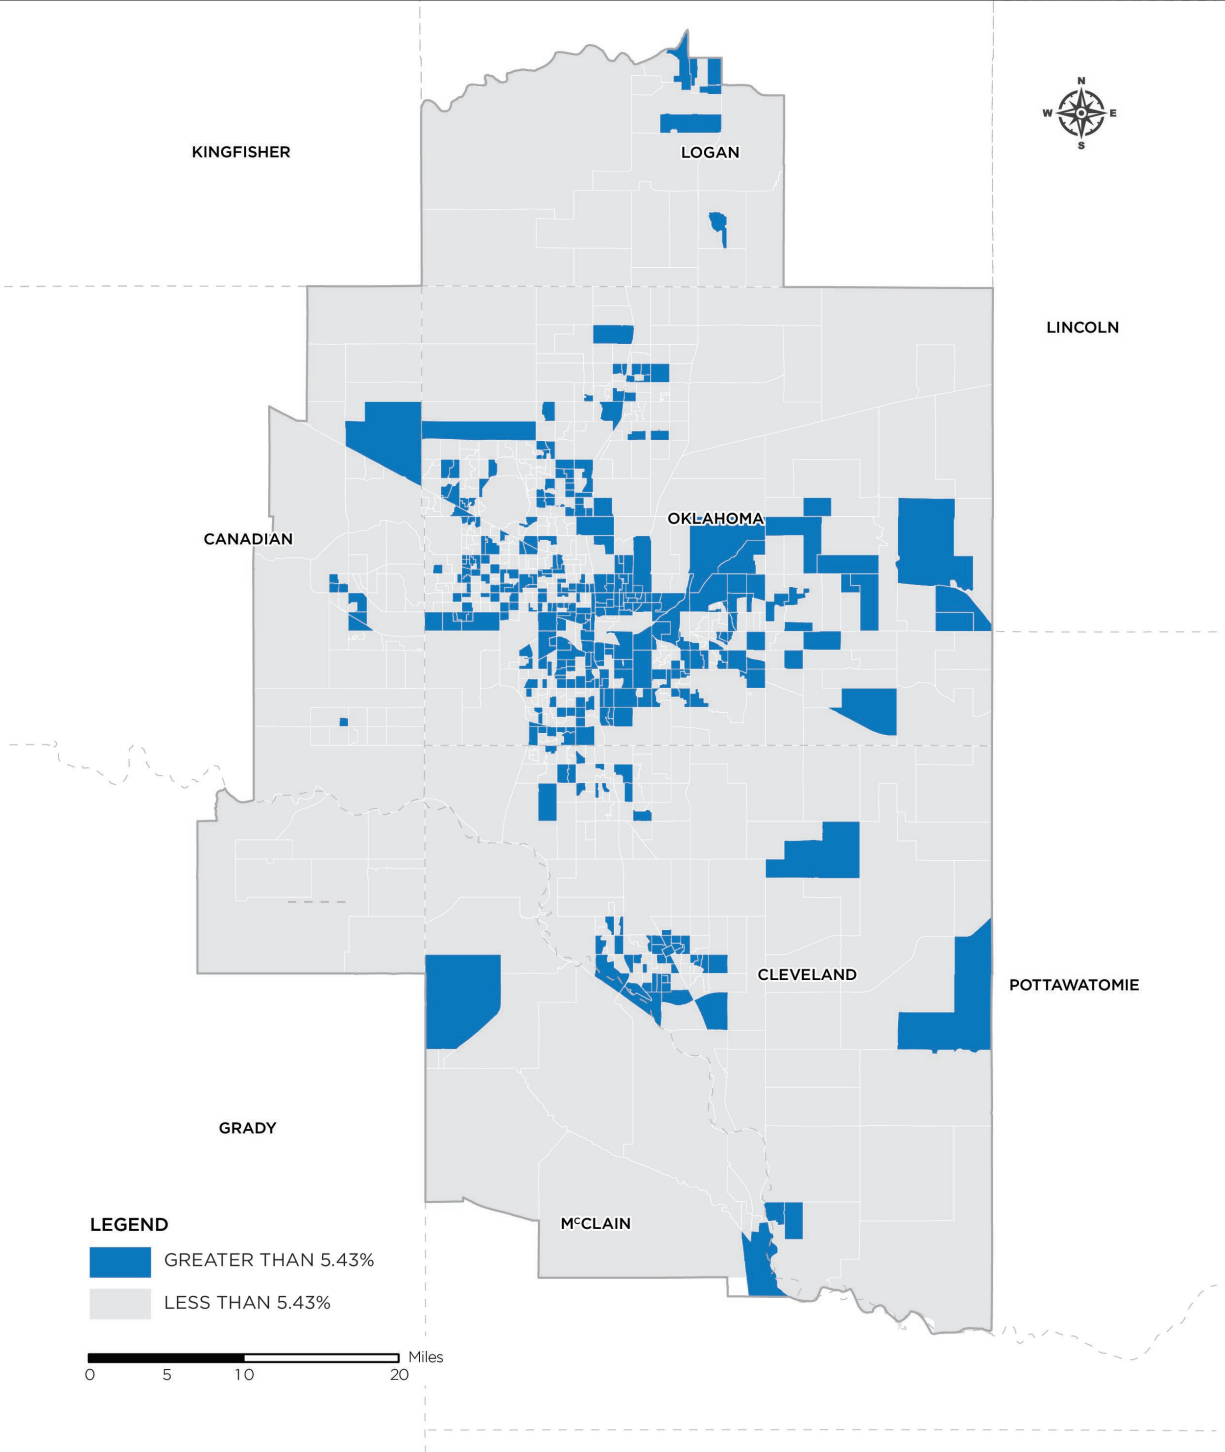 N
W E
S
KINGFISHER
LOGAN
LINCOLN
OKLAHOMA
CANADIAN
CLEVELAND
POTTAWATOMIE
GRADY
McCLAIN
LEGEND
GREATER THAN 5.43%
LESS THAN 5.43%
Miles
0 5 10 20